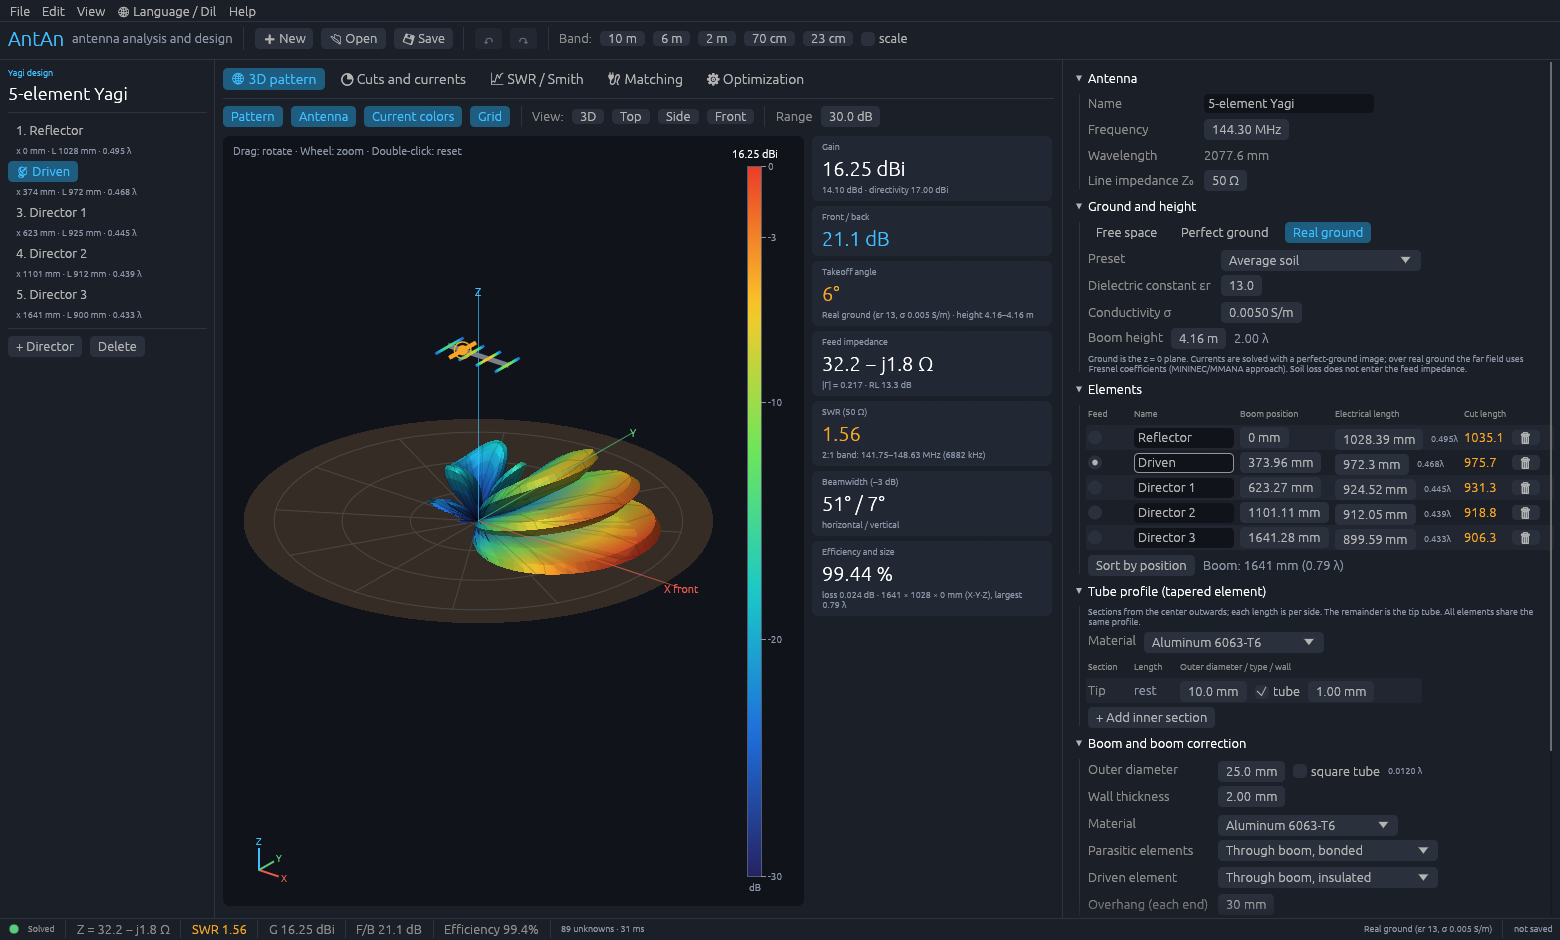 File Edit View Language / Dil Help
AntAn antenna analysis and design + New Open Save Band: 10 m 6 m 2 m 70 cm 23 cm scale
Yagi design
5-element Yagi
1. Reflector
x 0 mm · L 1028 mm · 0.495 λ
Driven
x 374 mm · L 972 mm · 0.468 λ
3. Director 1
x 623 mm · L 925 mm · 0.445 λ
4. Director 2
x 1101 mm · L 912 mm · 0.439 λ
5. Director 3
x 1641 mm · L 900 mm · 0.433 λ
+ Director Delete
3D pattern Cuts and currents SWR / Smith Matching Optimization
Pattern Antenna Current colors Grid View: 3D Top Side Front Range 30.0 dB
Drag: rotate · Wheel: zoom · Double-click: reset
16.25 dBi
0
-3
-10
-20
-30
dB
Z
Y
X front
Z
Y
X
Gain
16.25 dBi
14.10 dBd · directivity 17.00 dBi
Front / back
21.1 dB
Takeoff angle
6°
Real ground (εr 13, σ 0.005 S/m) · height 4.16–4.16 m
Feed impedance
32.2 – j1.8 Ω
|Γ| = 0.217 · RL 13.3 dB
SWR (50 Ω)
1.56
2:1 band: 141.75–148.63 MHz (6882 kHz)
Beamwidth (–3 dB)
51° / 7°
horizontal / vertical
Efficiency and size
99.44 %
loss 0.024 dB · 1641 × 1028 × 0 mm (X·Y·Z), largest
0.79 λ
Antenna
Name 5-element Yagi
Frequency 144.30 MHz
Wavelength 2077.6 mm
Line impedance Z₀ 50 Ω
Ground and height
Free space Perfect ground Real ground
Preset Average soil
Dielectric constant εr 13.0
Conductivity σ 0.0050 S/m
Boom height 4.16 m 2.00 λ
Ground is the z = 0 plane. Currents are solved with a perfect-ground image; over real ground the far field uses
Fresnel coefficients (MININEC/MMANA approach). Soil loss does not enter the feed impedance.
Elements
Feed Name Boom position Electrical length Cut length
Reflector 0 mm 1028.39 mm 0.495λ 1035.1
Driven 373.96 mm 972.3 mm 0.468λ 975.7
Director 1 623.27 mm 924.52 mm 0.445λ 931.3
Director 2 1101.11 mm 912.05 mm 0.439λ 918.8
Director 3 1641.28 mm 899.59 mm 0.433λ 906.3
Sort by position Boom: 1641 mm (0.79 λ)
Tube profile (tapered element)
Sections from the center outwards; each length is per side. The remainder is the tip tube. All elements share the
same profile.
Material Aluminum 6063-T6
Section Length Outer diameter / type / wall
Tip rest 10.0 mm tube 1.00 mm
+ Add inner section
Boom and boom correction
Outer diameter 25.0 mm square tube 0.0120 λ
Wall thickness 2.00 mm
Material Aluminum 6063-T6
Parasitic elements Through boom, bonded
Driven element Through boom, insulated
Overhang (each end) 30 mm
Solved Z = 32.2 – j1.8 Ω SWR 1.56 G 16.25 dBi F/B 21.1 dB Efficiency 99.4% 89 unknowns · 31 ms Real ground (εr 13, σ 0.005 S/m) not saved